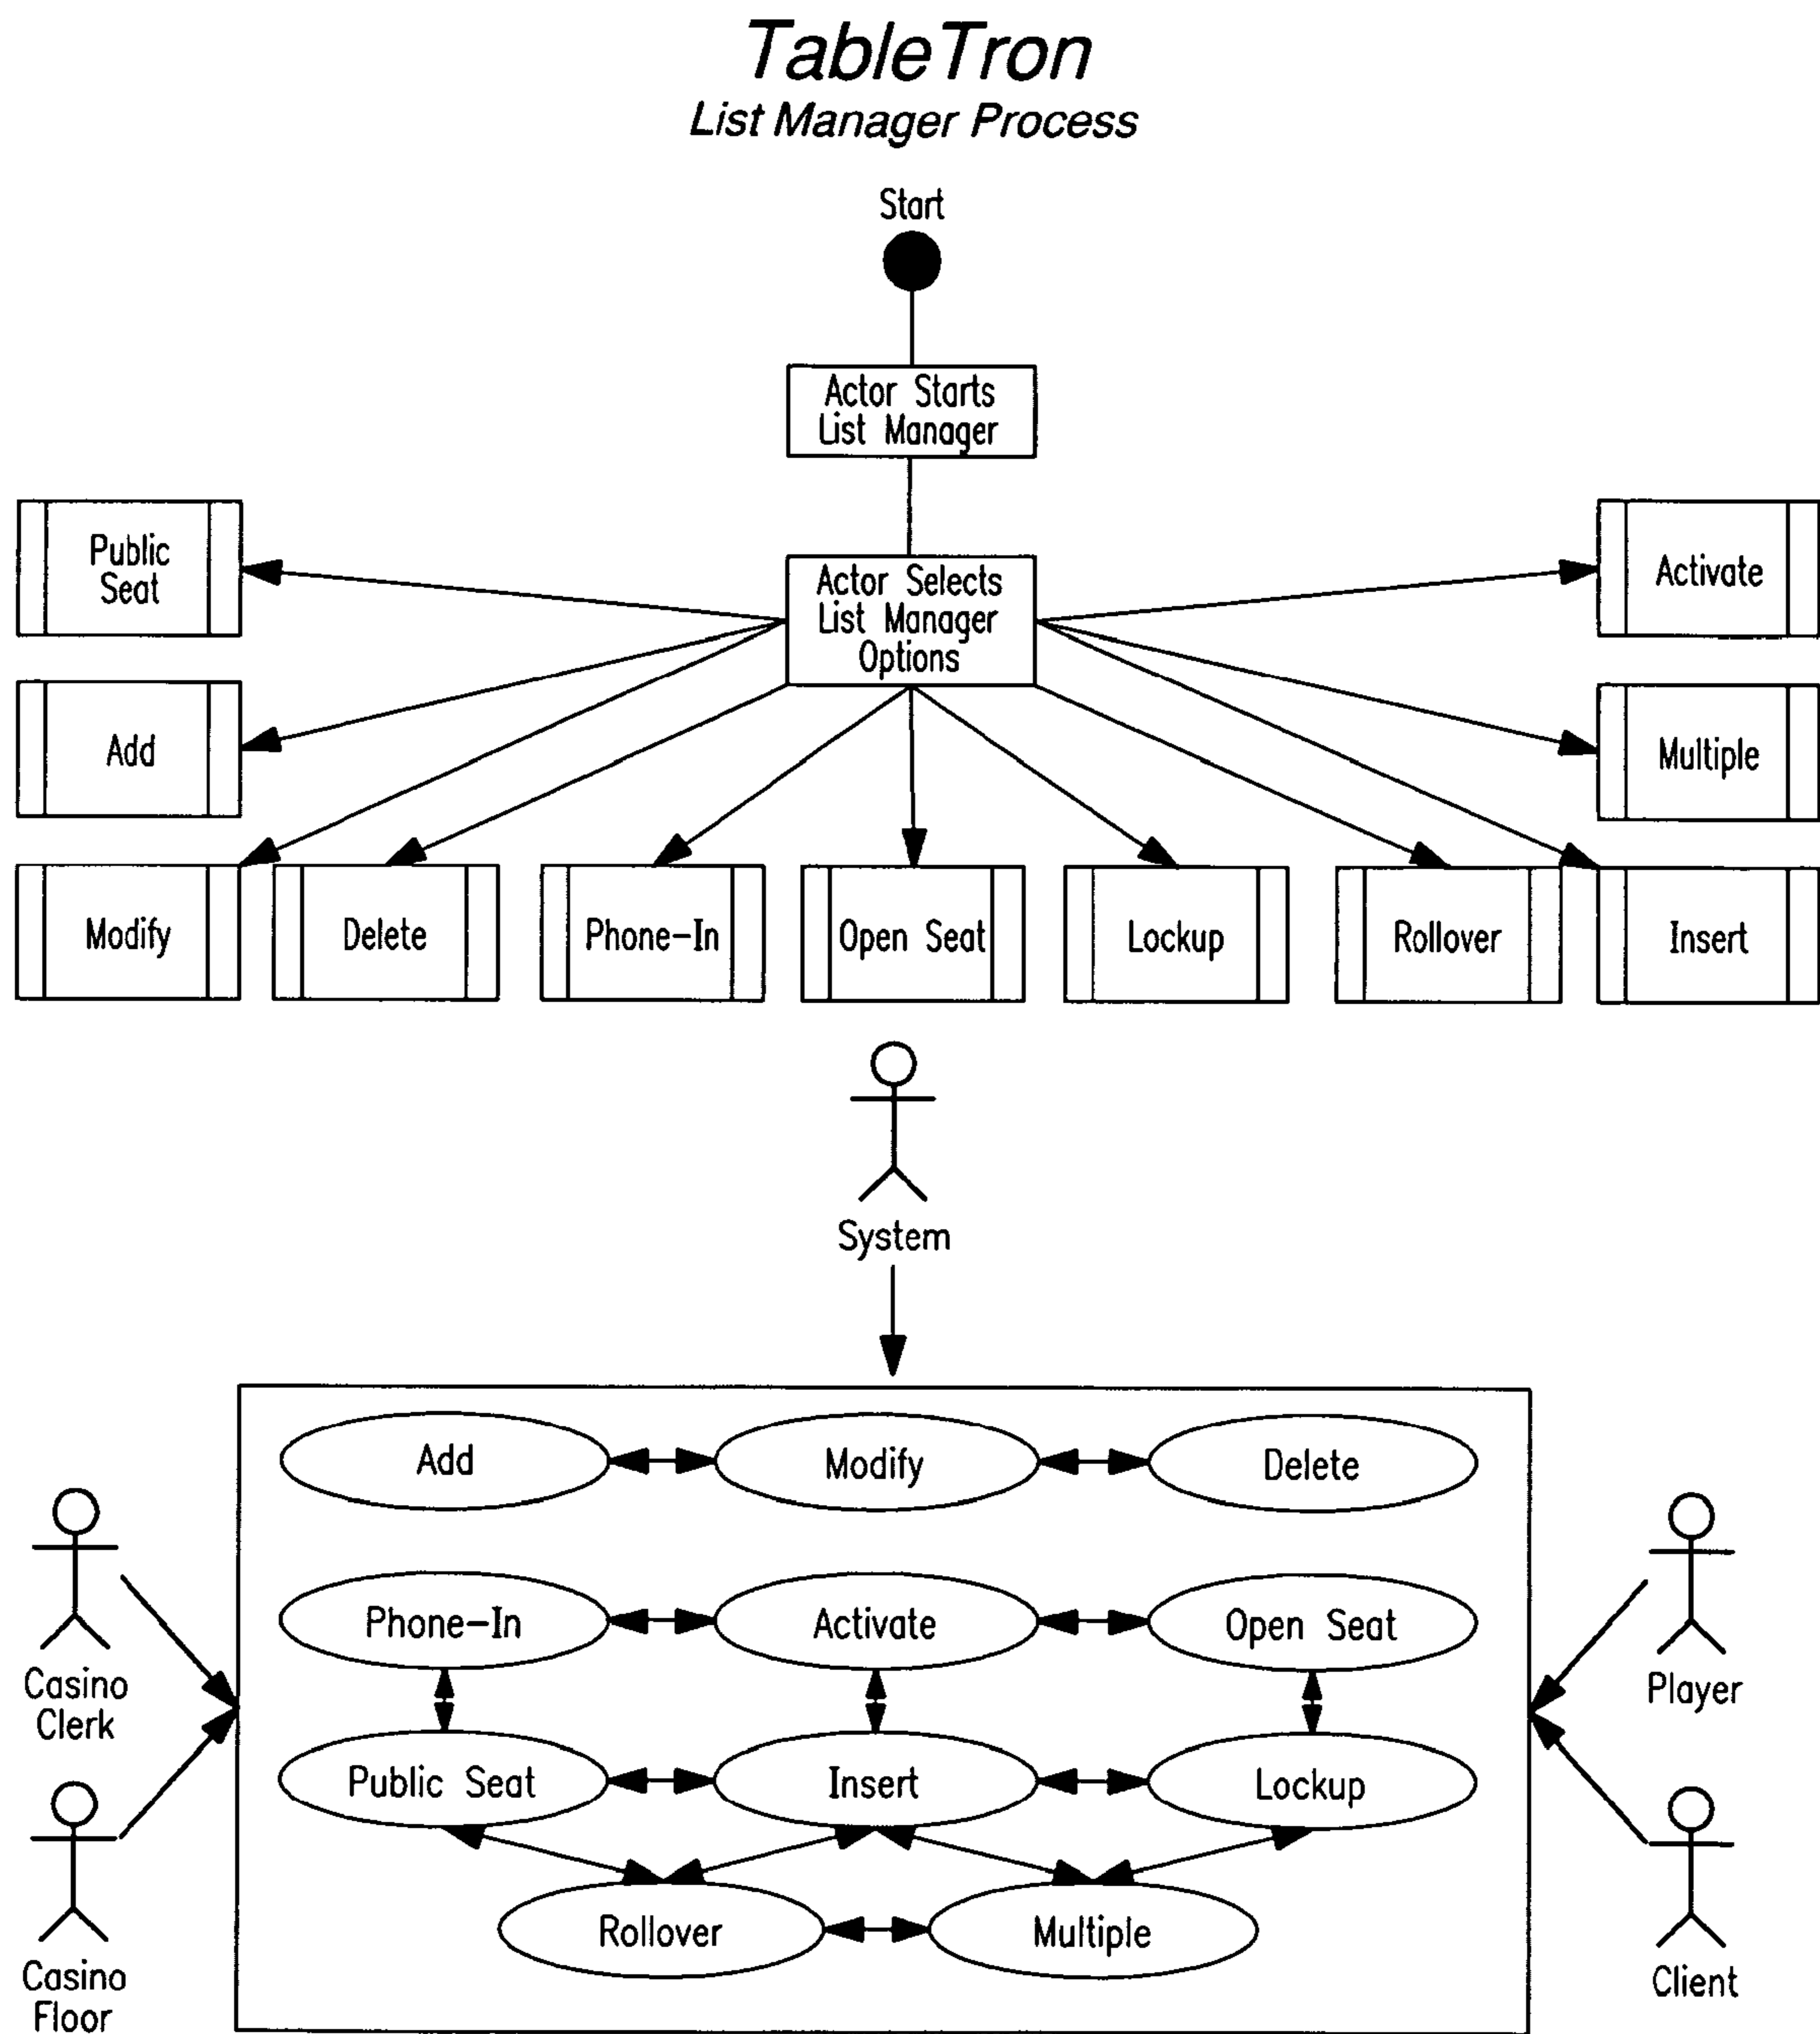 TableTron
List Manager Process
Start
Actor Starts
List Manager
Public
Seat
Actor Selects
List Manager
Options
Activate
Add
Multiple
Modify
Delete
Phone-In
Open Seat
Lockup
Rollover
Insert
System
Add
Modify
Delete
Phone-In
Activate
Open Seat
Casino
Clerk
Player
Public Seat
Insert
Lockup
Rollover
Multiple
Casino
Floor
Client